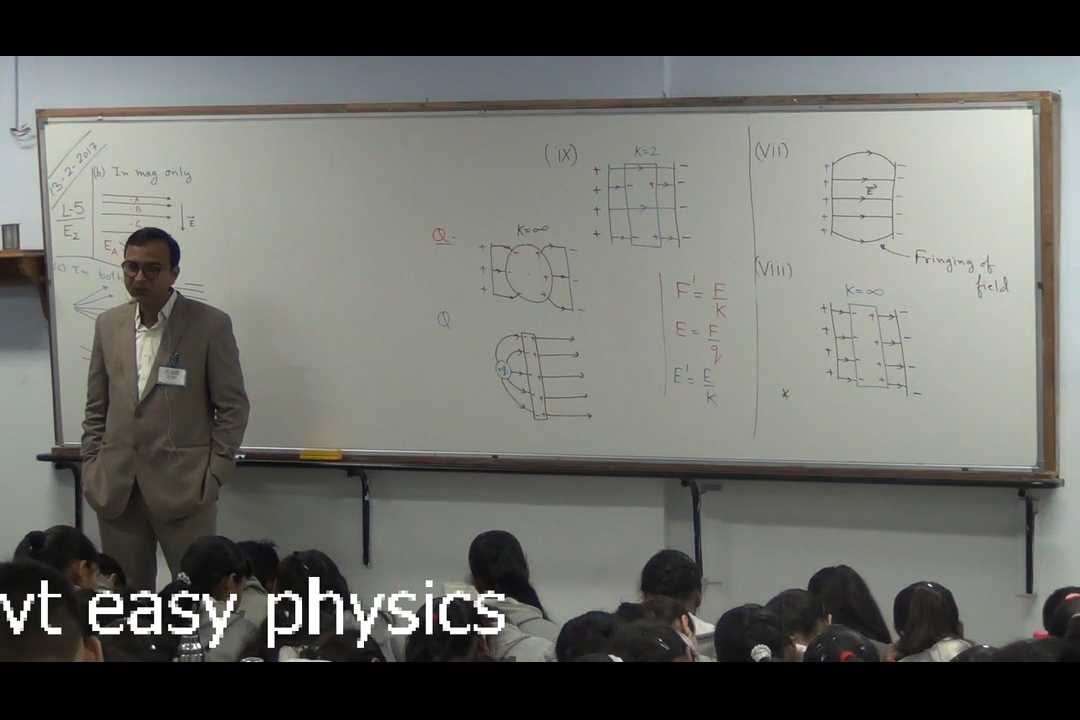 13-2-2017
L-5
E2
(b) In mag. only
A
B
C
E⃗
(c) In both
Q.
K=∞
Q
+q
(ix)
K=2
F' = F/K
E = F/q
E' = E/K
(Vii)
E⃗
Fringing of
field
(Viii)
K=∞
*
vt easy physics